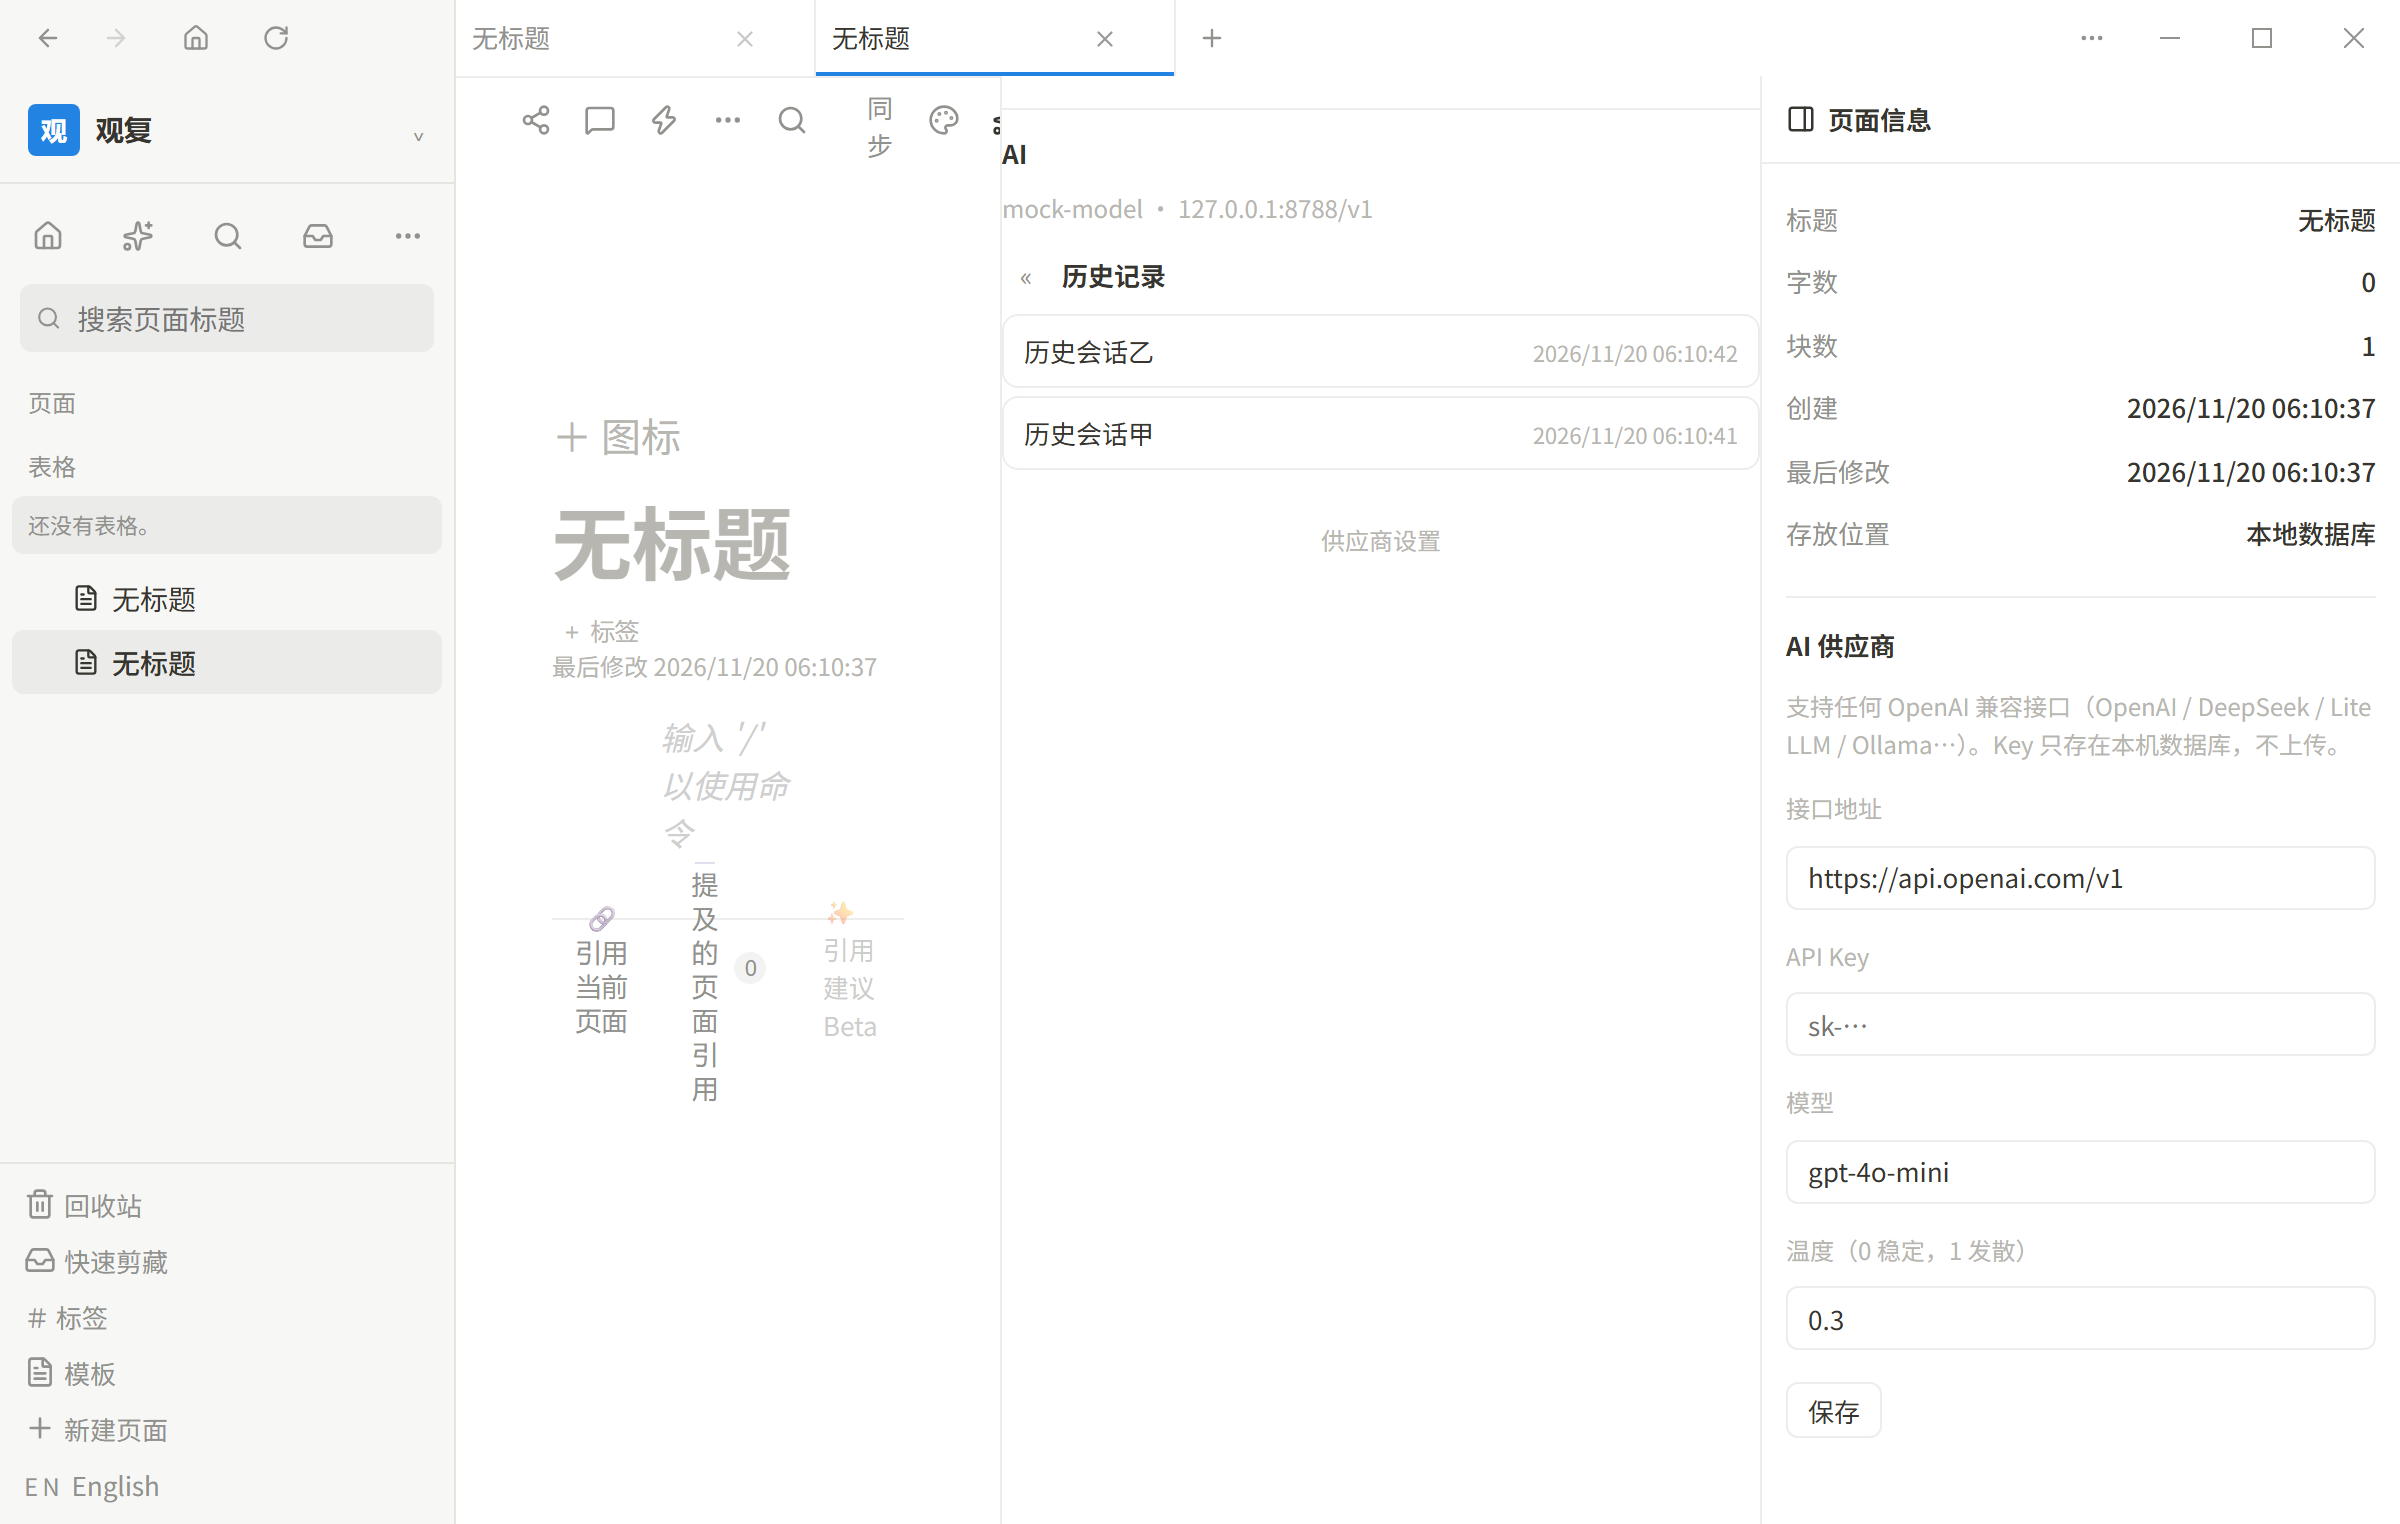 观 观复
搜索页面标题
页面
表格
还没有表格。
无标题
无标题
回收站
快速剪藏
# 标签
模板
新建页面
EN English
无标题
无标题
同
步
图标
无标题
+ 标签
最后修改 2026/11/20 06:10:37
输入 '/'
以使用命
令
引用
当前
页面
提
及
的
页
面
引
用
0
引用
建议
Beta
AI
mock-model • 127.0.0.1:8788/v1
« 历史记录
历史会话乙 2026/11/20 06:10:42
历史会话甲 2026/11/20 06:10:41
供应商设置
页面信息
标题 无标题
字数 0
块数 1
创建 2026/11/20 06:10:37
最后修改 2026/11/20 06:10:37
存放位置 本地数据库
AI 供应商
支持任何 OpenAI 兼容接口（OpenAI / DeepSeek / Lite
LLM / Ollama…）。Key 只存在本机数据库，不上传。
接口地址
https://api.openai.com/v1
API Key
sk-…
模型
gpt-4o-mini
温度（0 稳定，1 发散）
0.3
保存